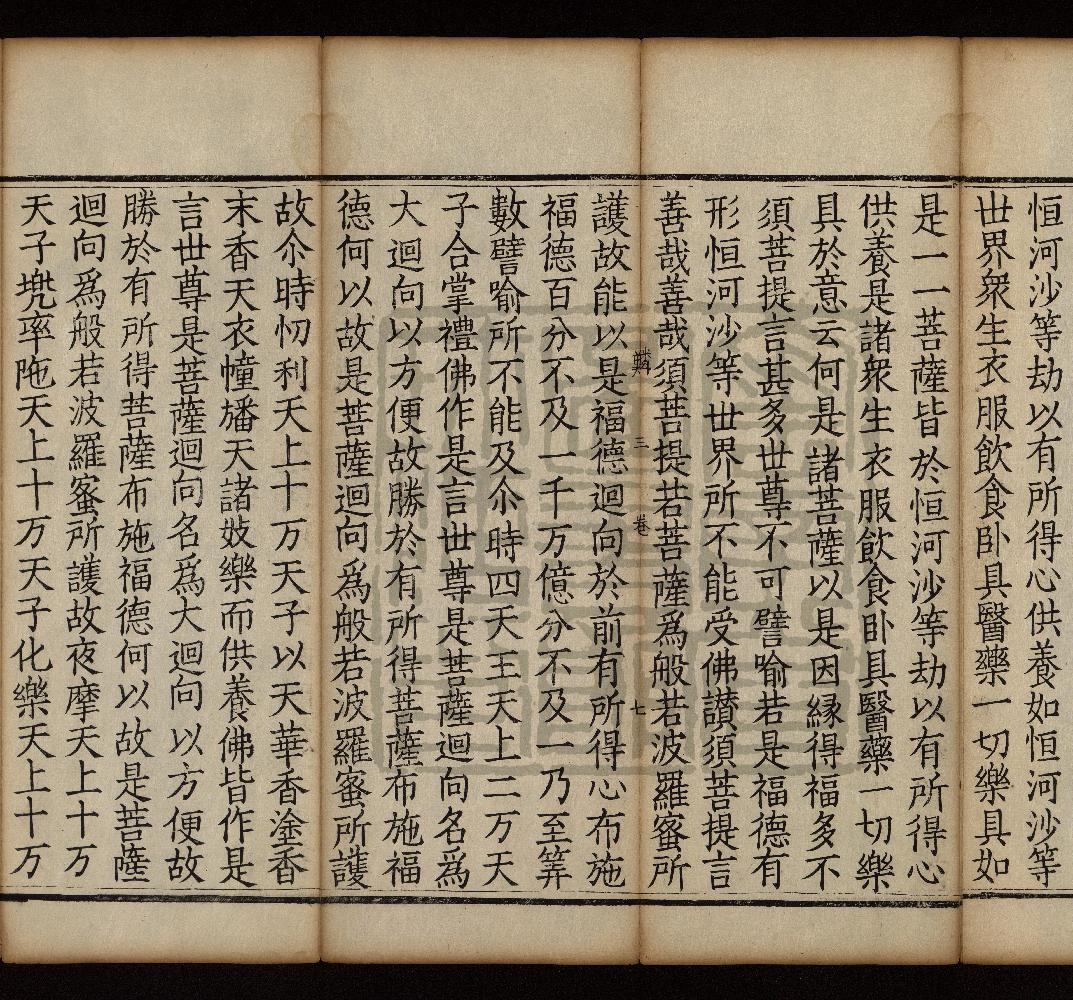 恒河沙等劫以有所得心供養如恒河沙等
世界衆生衣服飲食卧具醫藥一切樂具如
是一一菩薩皆於恒河沙等劫以有所得心
供養是諸衆生衣服飲食卧具醫藥一切樂
具於意云何是諸菩薩以是因緣得福多不
須菩提言甚多世尊不可譬喻若是福德有
形恒河沙等世界所不能受佛讃須菩提言
善哉善哉須菩提若菩薩爲般若波羅蜜所
三 卷 七
護故能以是福德迴向於前有所得心布施
福德百分不及一千万億分不及一乃至筭
數譬喻所不能及尒時四天王天上二万天
子合掌禮佛作是言世尊是菩薩迴向名爲
大迴向以方便故勝於有所得菩薩布施福
德何以故是菩薩迴向爲般若波羅蜜所護
故尒時忉利天上十万天子以天華香塗香
末香天衣幢旛天諸妓樂而供養佛皆作是
言世尊是菩薩迴向名爲大迴向以方便故
勝於有所得菩薩布施福德何以故是菩薩
迴向爲般若波羅蜜所護故夜摩天上十万
天子兠率陁天上十万天子化樂天上十万